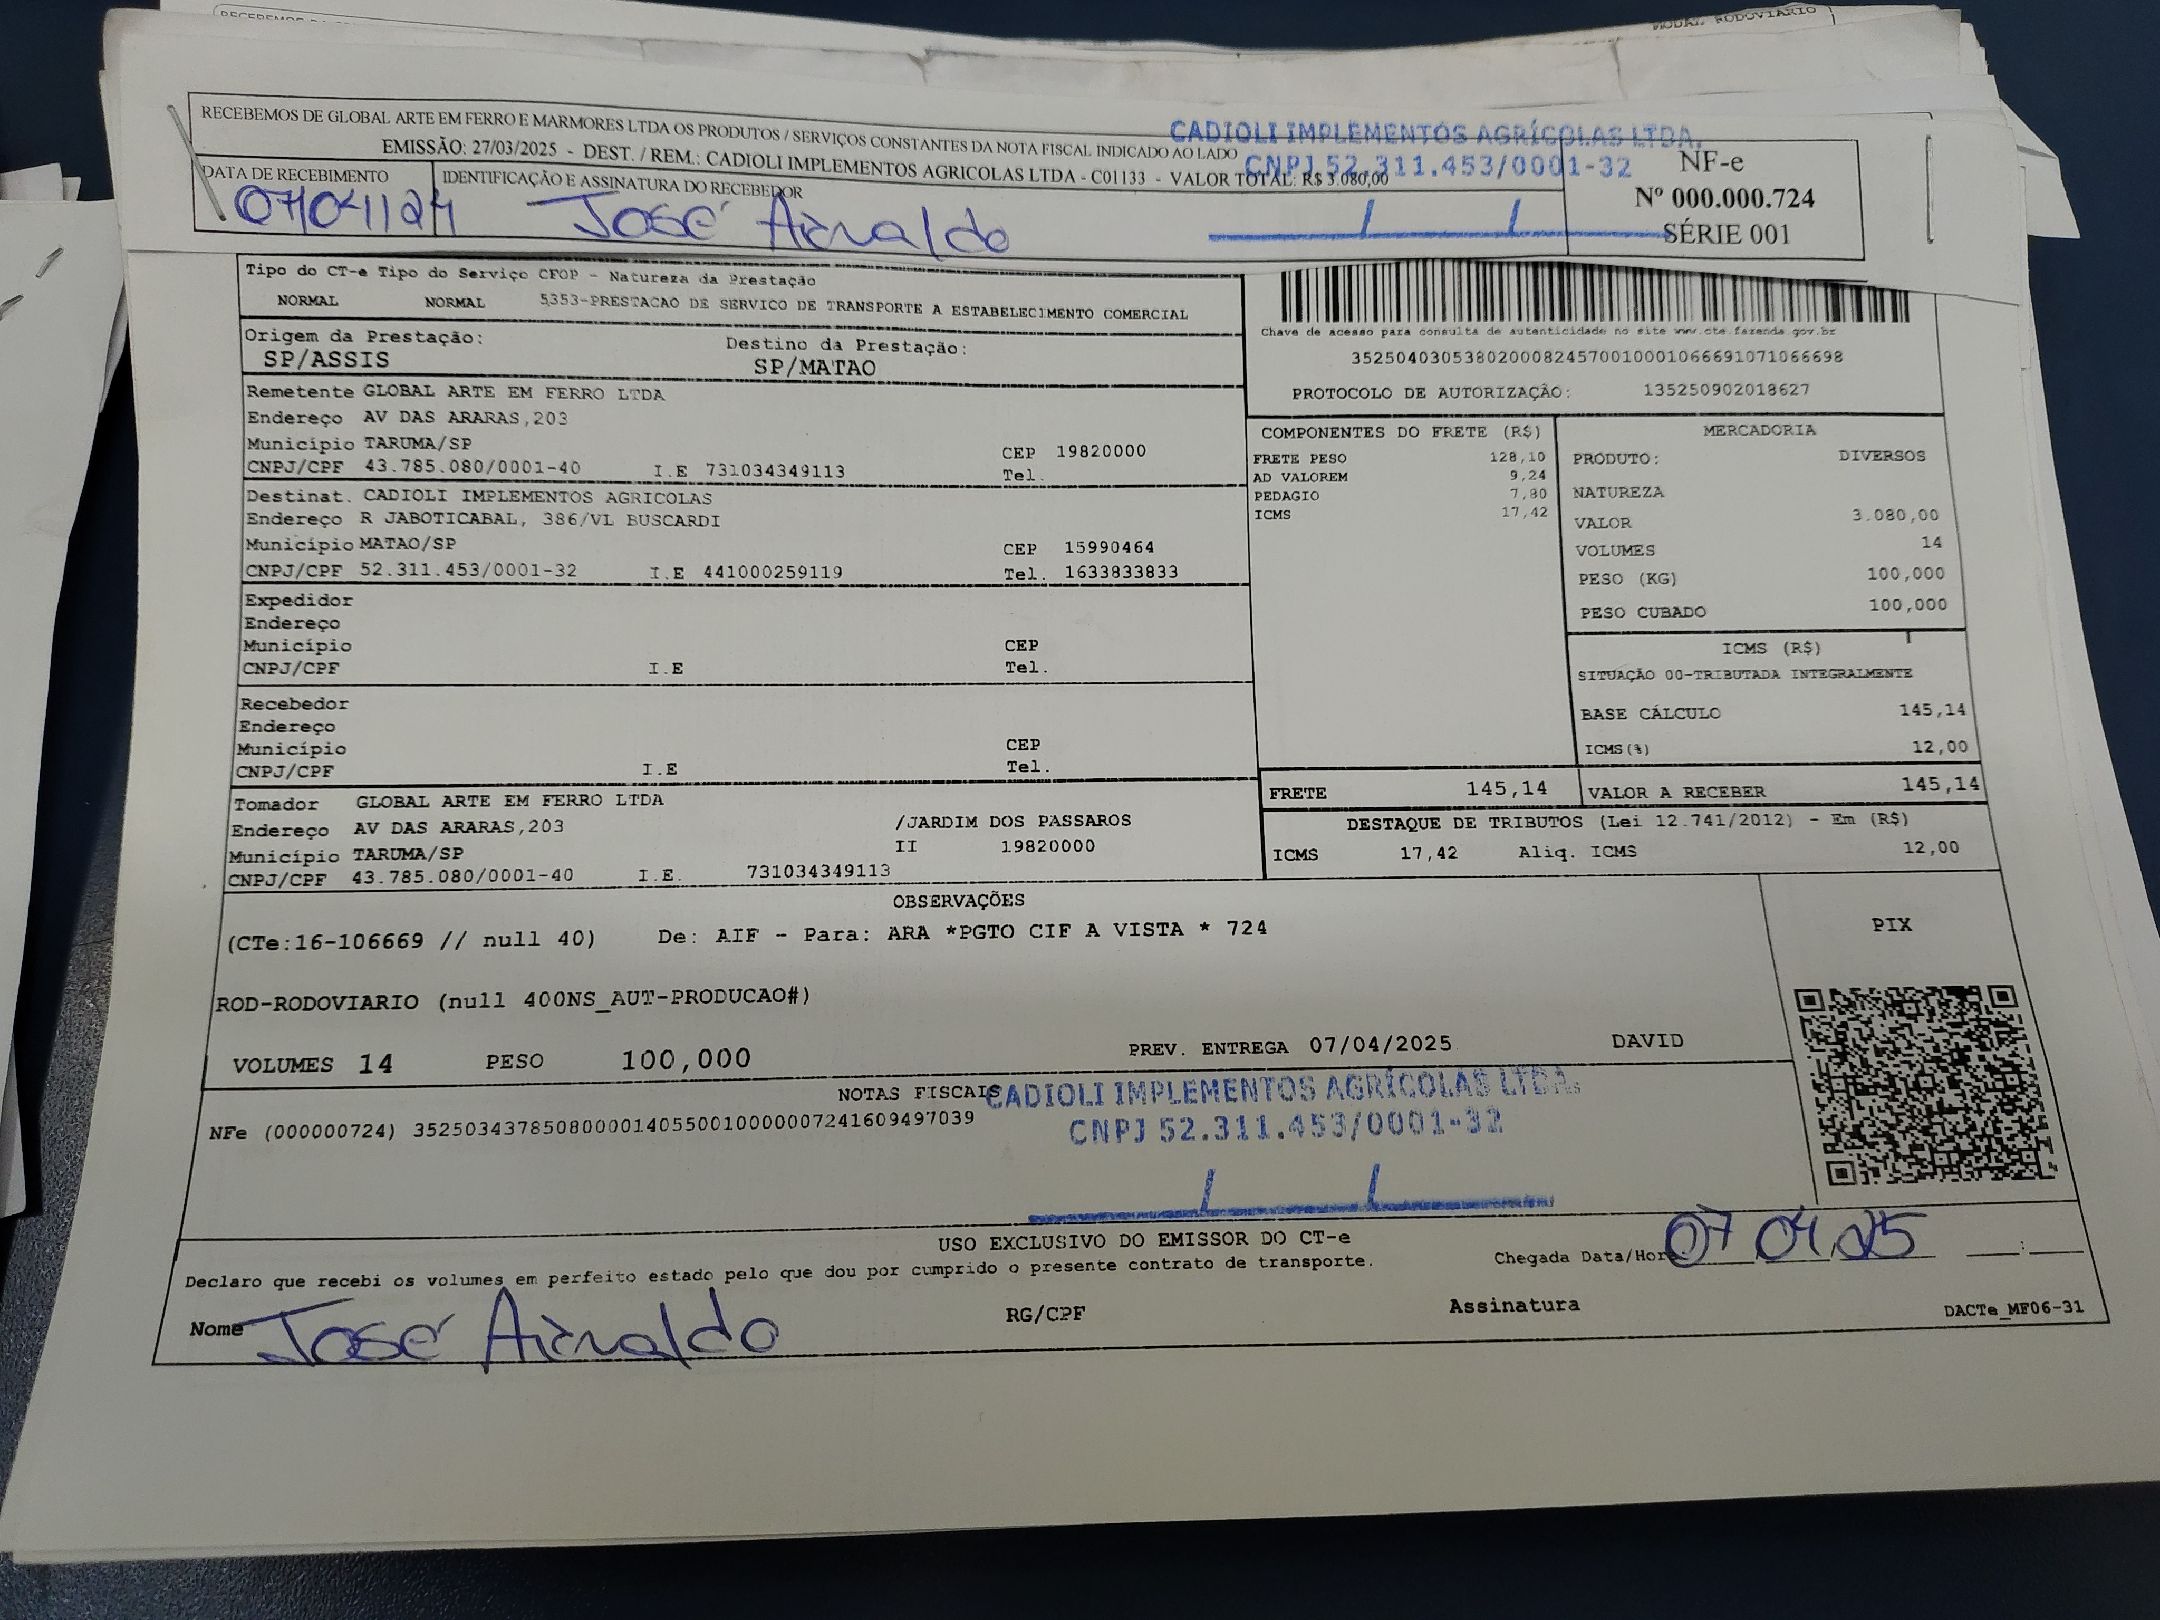 MODAL RODOVIARIO
RECEBEMOS DE GLOBAL ARTE EM FERRO E MARMORES LTDA OS PRODUTOS / SERVIÇOS CONSTANTES DA NOTA FISCAL INDICADO AO LADO
EMISSÃO: 27/03/2025 - DEST. / REM.: CADIOLI IMPLEMENTOS AGRICOLAS LTDA - C01133 - VALOR TOTAL: R$ 3.080,00
CADIOLI IMPLEMENTOS AGRÍCOLAS LTDA.
CNPJ 52.311.453/0001-32
NF-e
Nº 000.000.724
SÉRIE 001
DATA DE RECEBIMENTO
IDENTIFICAÇÃO E ASSINATURA DO RECEBEDOR
07/04/24 José Arnaldo
Tipo do CT-e Tipo do Serviço CFOP - Natureza da Prestação
NORMAL NORMAL 5353-PRESTACAO DE SERVICO DE TRANSPORTE A ESTABELECIMENTO COMERCIAL
Origem da Prestação: Destino da Prestação:
SP/ASSIS SP/MATAO
Remetente GLOBAL ARTE EM FERRO LTDA
Endereço AV DAS ARARAS,203
Município TARUMA/SP CEP 19820000
CNPJ/CPF 43.785.080/0001-40 I.E 731034349113 Tel.
Destinat. CADIOLI IMPLEMENTOS AGRICOLAS
Endereço R JABOTICABAL, 386/VL BUSCARDI
Município MATAO/SP CEP 15990464
CNPJ/CPF 52.311.453/0001-32 I.E 441000259119 Tel. 1633833833
Expedidor
Endereço
Município CEP
CNPJ/CPF I.E Tel.
Recebedor
Endereço
Município CEP
CNPJ/CPF I.E Tel.
Tomador GLOBAL ARTE EM FERRO LTDA
Endereço AV DAS ARARAS,203 /JARDIM DOS PASSAROS
Município TARUMA/SP II 19820000
CNPJ/CPF 43.785.080/0001-40 I.E. 731034349113
Chave de acesso para consulta de autenticidade no site www.cte.fazenda.gov.br
35250403053802000824570010001066691071066698
PROTOCOLO DE AUTORIZAÇÃO: 135250902018627
COMPONENTES DO FRETE (R$)
FRETE PESO 128,10
AD VALOREM 9,24
PEDAGIO 7,80
ICMS 17,42
MERCADORIA
PRODUTO: DIVERSOS
NATUREZA
VALOR 3.080,00
VOLUMES 14
PESO (KG) 100,000
PESO CUBADO 100,000
ICMS (R$)
SITUAÇÃO 00-TRIBUTADA INTEGRALMENTE
BASE CÁLCULO 145,14
ICMS(%) 12,00
FRETE 145,14 VALOR A RECEBER 145,14
DESTAQUE DE TRIBUTOS (Lei 12.741/2012) - Em (R$)
ICMS 17,42 Aliq. ICMS 12,00
OBSERVAÇÕES
(CTe:16-106669 // null 40) De: AIF - Para: ARA *PGTO CIF A VISTA * 724
ROD-RODOVIARIO (null 400NS_AUT-PRODUCAO#)
VOLUMES 14 PESO 100,000 PREV. ENTREGA 07/04/2025 DAVID
PIX
NOTAS FISCAIS
NFe (000000724) 35250343785080000140550010000007241609497039
CADIOLI IMPLEMENTOS AGRÍCOLAS LTDA.
CNPJ 52.311.453/0001-32
USO EXCLUSIVO DO EMISSOR DO CT-e
Declaro que recebi os volumes em perfeito estado pelo que dou por cumprido o presente contrato de transporte.
Chegada Data/Hora 07 04 25
Nome José Arnaldo RG/CPF Assinatura DACTe_MF06-31